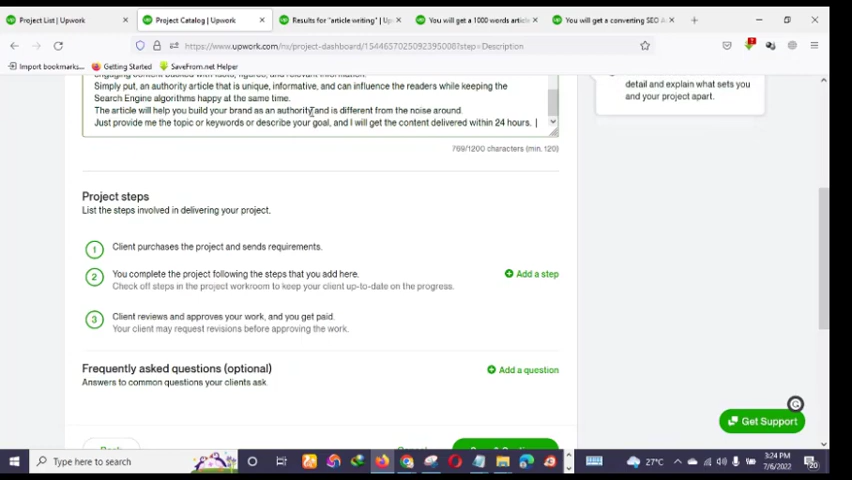 Project List | Upwork
Project Catalog | Upwork
Results for "article writing" | Up
You will get a 1000 words articl
You will get a converting SEO A
https://www.upwork.com/nx/project-dashboard/1544657025092395008?step=Description
Import bookmarks...
Getting Started
SaveFrom.net Helper
engaging content backed with facts, figures, and relevant information.
Simply put, an authority article that is unique, informative, and can influence the readers while keeping the
Search Engine algorithms happy at the same time.
The article will help you build your brand as an authority and is different from the noise around.
Just provide me the topic or keywords or describe your goal, and I will get the content delivered within 24 hours.
769/1200 characters (min. 120)
detail and explain what sets you
and your project apart.
Project steps
List the steps involved in delivering your project.
1
Client purchases the project and sends requirements.
2
You complete the project following the steps that you add here.
Add a step
Check off steps in the project workroom to keep your client up-to-date on the progress.
3
Client reviews and approves your work, and you get paid.
Your client may request revisions before approving the work.
Frequently asked questions (optional)
Add a question
Answers to common questions your clients ask.
Get Support
Type here to search
27°C
3:24 PM
7/6/2022
20